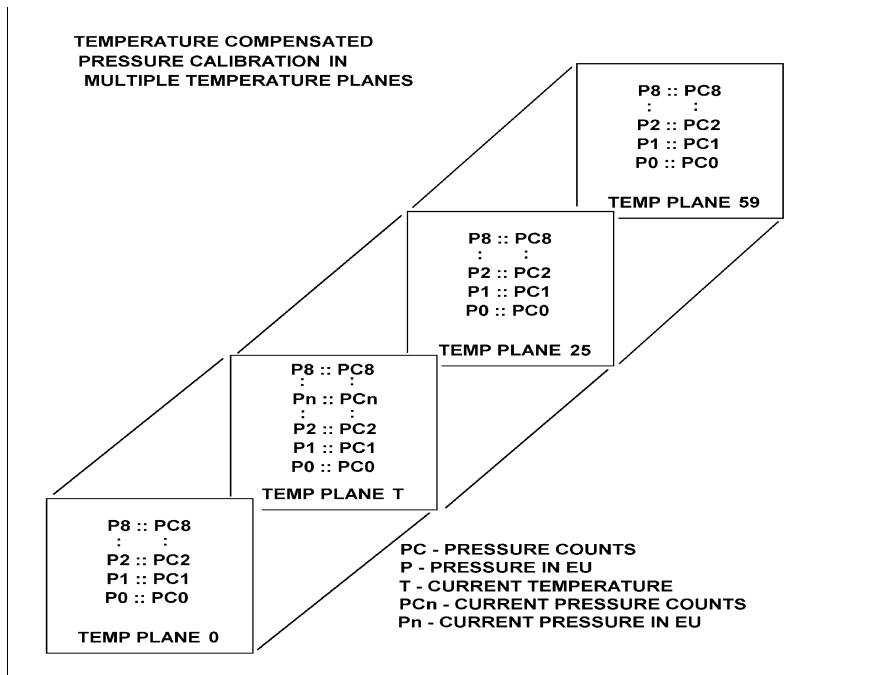 TEMPERATURE COMPENSATED
PRESSURE CALIBRATION IN
MULTIPLE TEMPERATURE PLANES
P8 :: PC8
: :
P2 :: PC2
P1 :: PC1
P0 :: PC0
TEMP PLANE 59
P8 :: PC8
: :
P2 :: PC2
P1 :: PC1
P0 :: PC0
TEMP PLANE 25
P8 :: PC8
: :
Pn :: PCn
: :
P2 :: PC2
P1 :: PC1
P0 :: PC0
TEMP PLANE T
P8 :: PC8
: :
P2 :: PC2
P1 :: PC1
P0 :: PC0
TEMP PLANE 0
PC - PRESSURE COUNTS
P - PRESSURE IN EU
T - CURRENT TEMPERATURE
PCn - CURRENT PRESSURE COUNTS
Pn - CURRENT PRESSURE IN EU